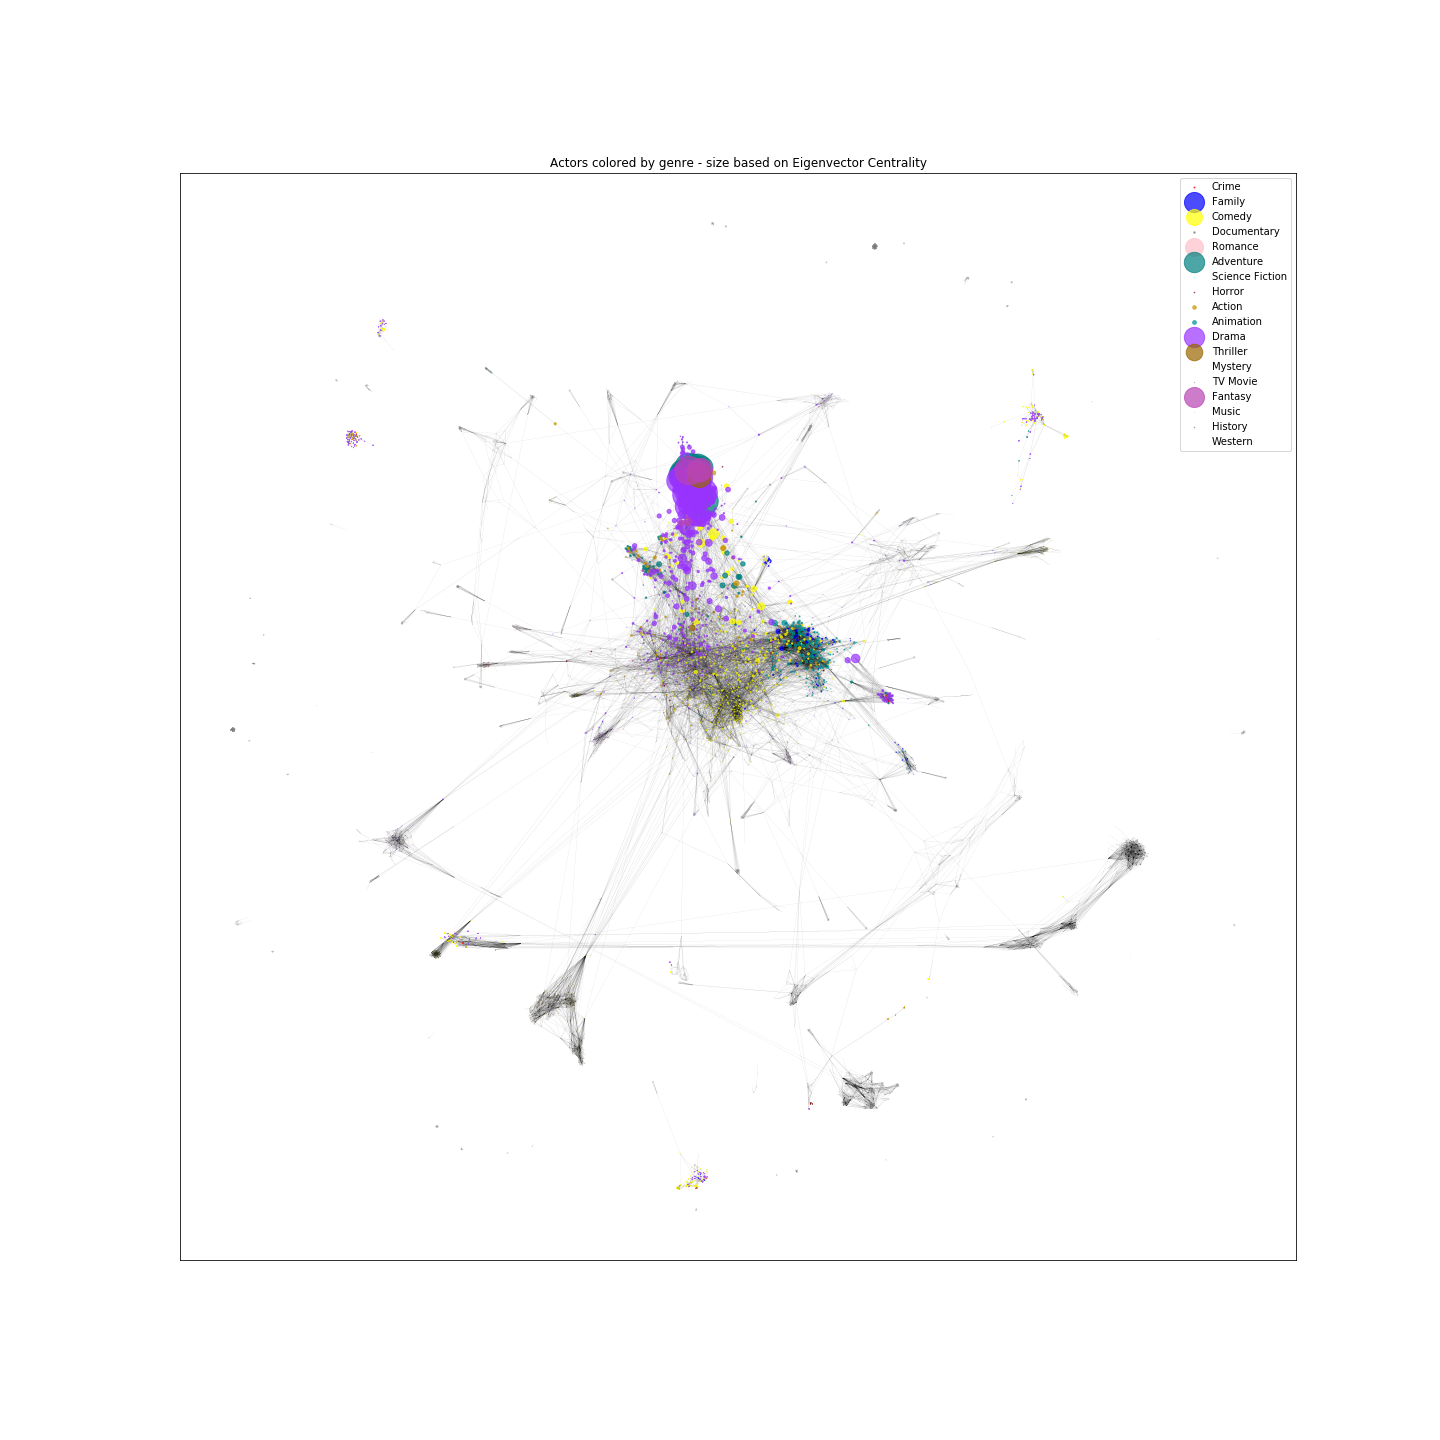 Actors colored by genre - size based on Eigenvector Centrality
Crime
Family
Comedy
Documentary
Romance
Adventure
Science Fiction
Horror
Action
Animation
Drama
Thriller
Mystery
TV Movie
Fantasy
Music
History
Western